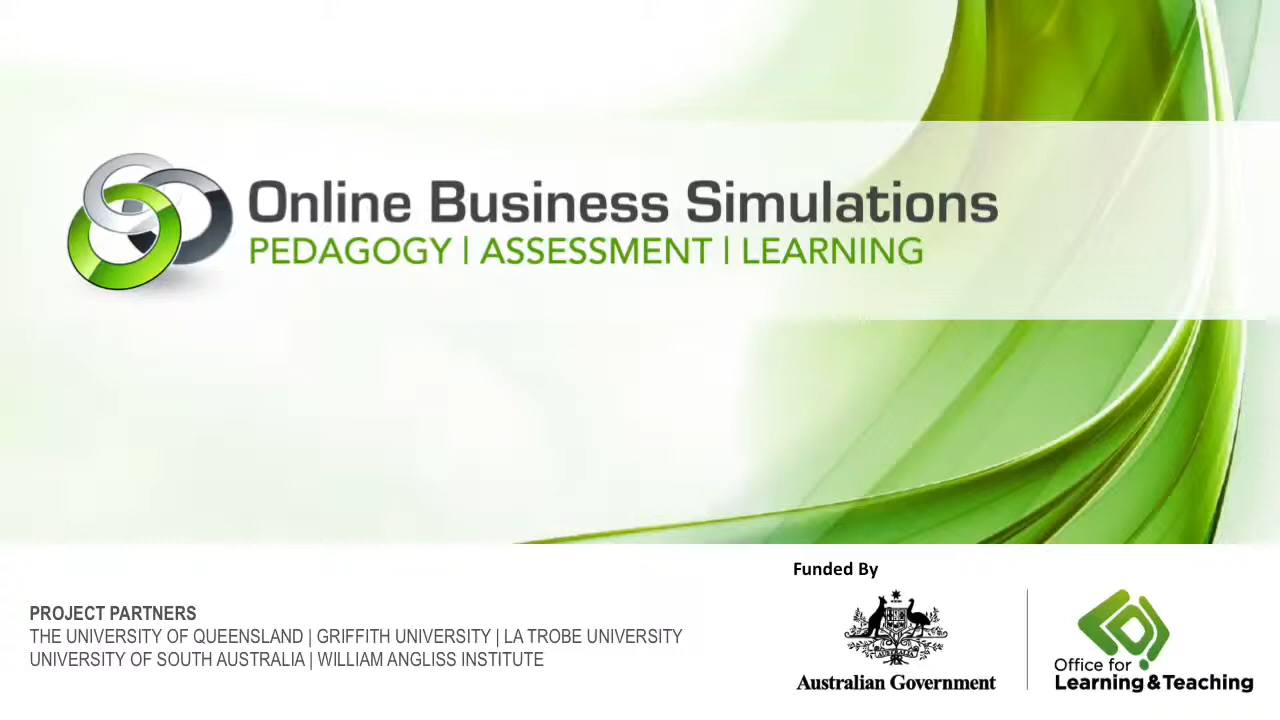 Online Business Simulations
PEDAGOGY | ASSESSMENT | LEARNING
Funded By
PROJECT PARTNERS
THE UNIVERSITY OF QUEENSLAND | GRIFFITH UNIVERSITY | LA TROBE UNIVERSITY
UNIVERSITY OF SOUTH AUSTRALIA | WILLIAM ANGLISS INSTITUTE
AUSTRALIA
Australian Government
Office for
Learning & Teaching